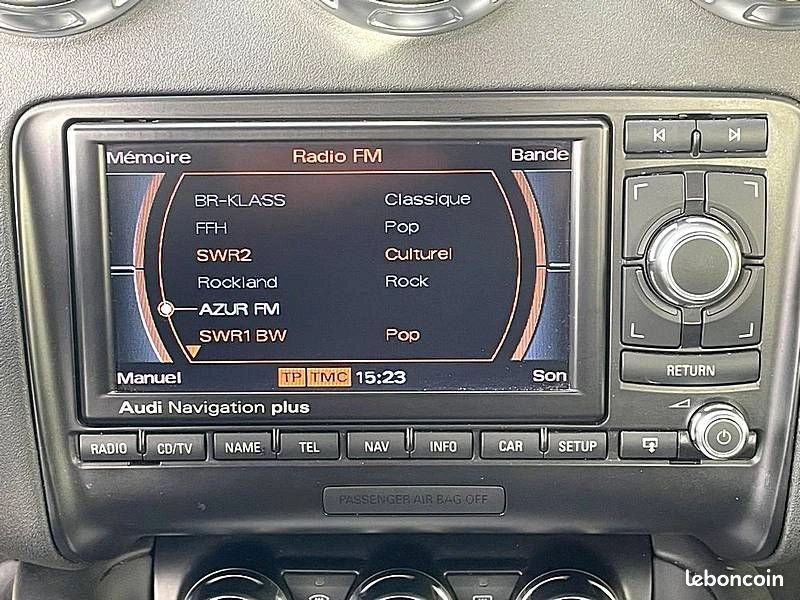 Mémoire Radio FM Bande
BR-KLASS Classique
FFH Pop
SWR2 Culturel
Rockland Rock
AZUR FM
SWR1 BW Pop
Manuel TP TMC 15:23 Son
Audi Navigation plus
RETURN
RADIO CD/TV NAME TEL NAV INFO CAR SETUP
PASSENGER AIR BAG OFF
leboncoin